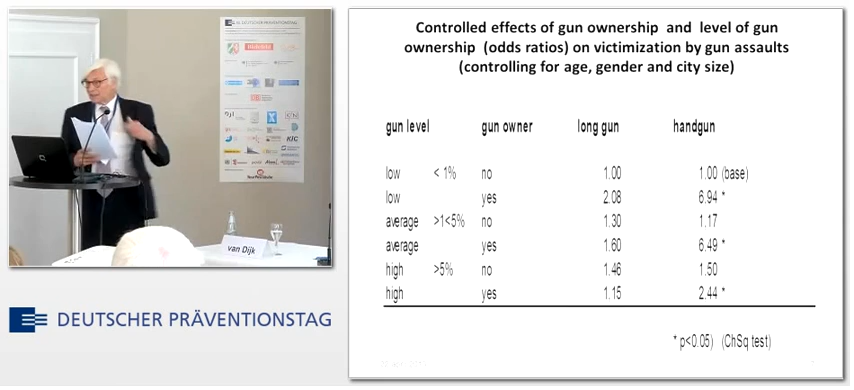 Controlled effects of gun ownership and level of gun
ownership (odds ratios) on victimization by gun assaults
(controlling for age, gender and city size)
gun level gun owner long gun handgun
low < 1% no 1.00 1.00 (base)
low yes 2.08 6.94 *
average >1<5% no 1.30 1.17
average yes 1.60 6.49 *
high >5% no 1.46 1.50
high yes 1.15 2.44 *
* p<0.05) (ChSq test)
DEUTSCHER PRÄVENTIONSTAG
van Dijk
DEUTSCHER PRÄVENTIONSTAG